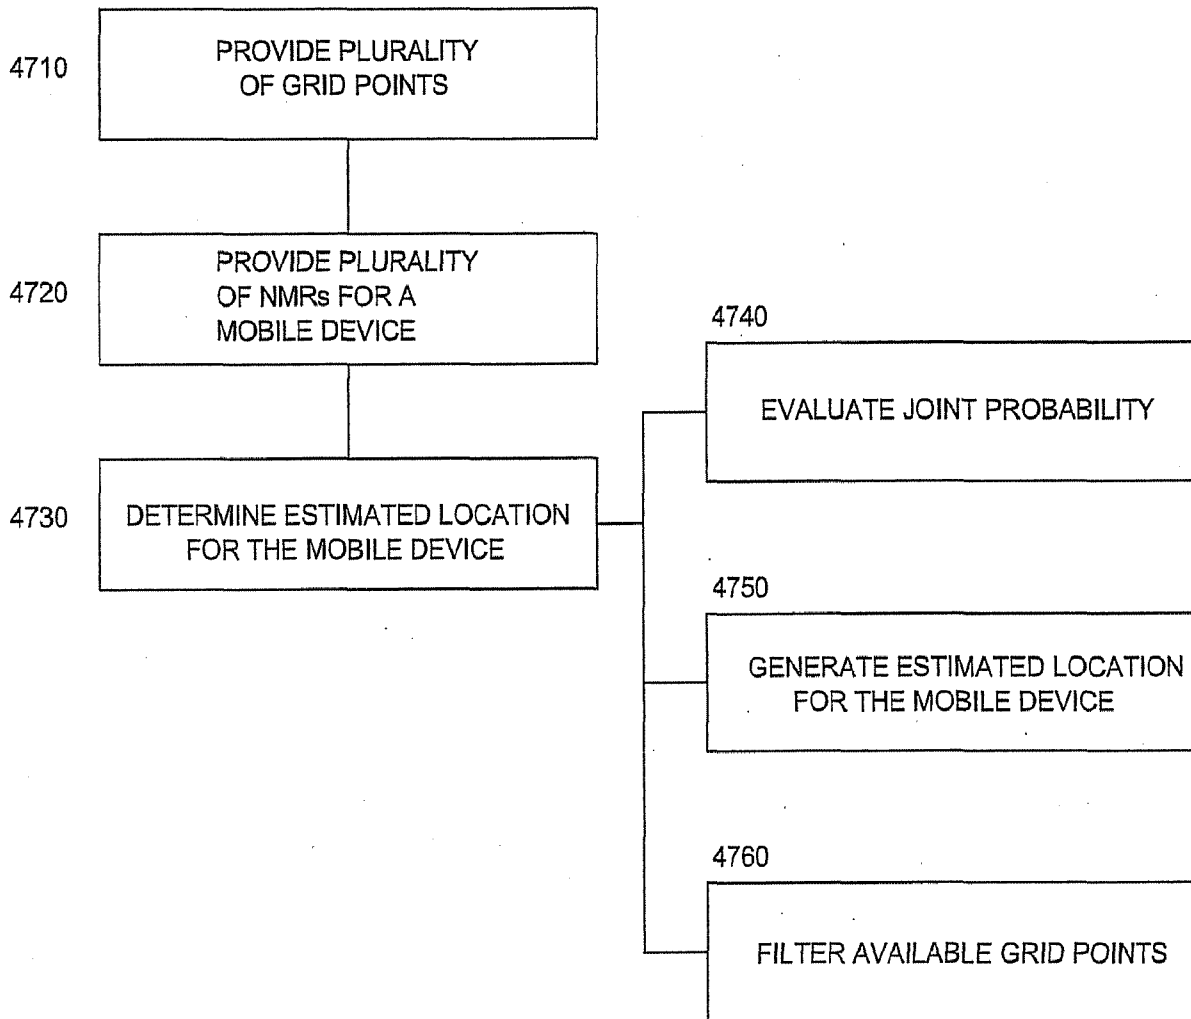 4710
PROVIDE PLURALITY
OF GRID POINTS
4720
PROVIDE PLURALITY
OF NMRs FOR A
MOBILE DEVICE
4730
DETERMINE ESTIMATED LOCATION
FOR THE MOBILE DEVICE
4740
EVALUATE JOINT PROBABILITY
4750
GENERATE ESTIMATED LOCATION
FOR THE MOBILE DEVICE
4760
FILTER AVAILABLE GRID POINTS